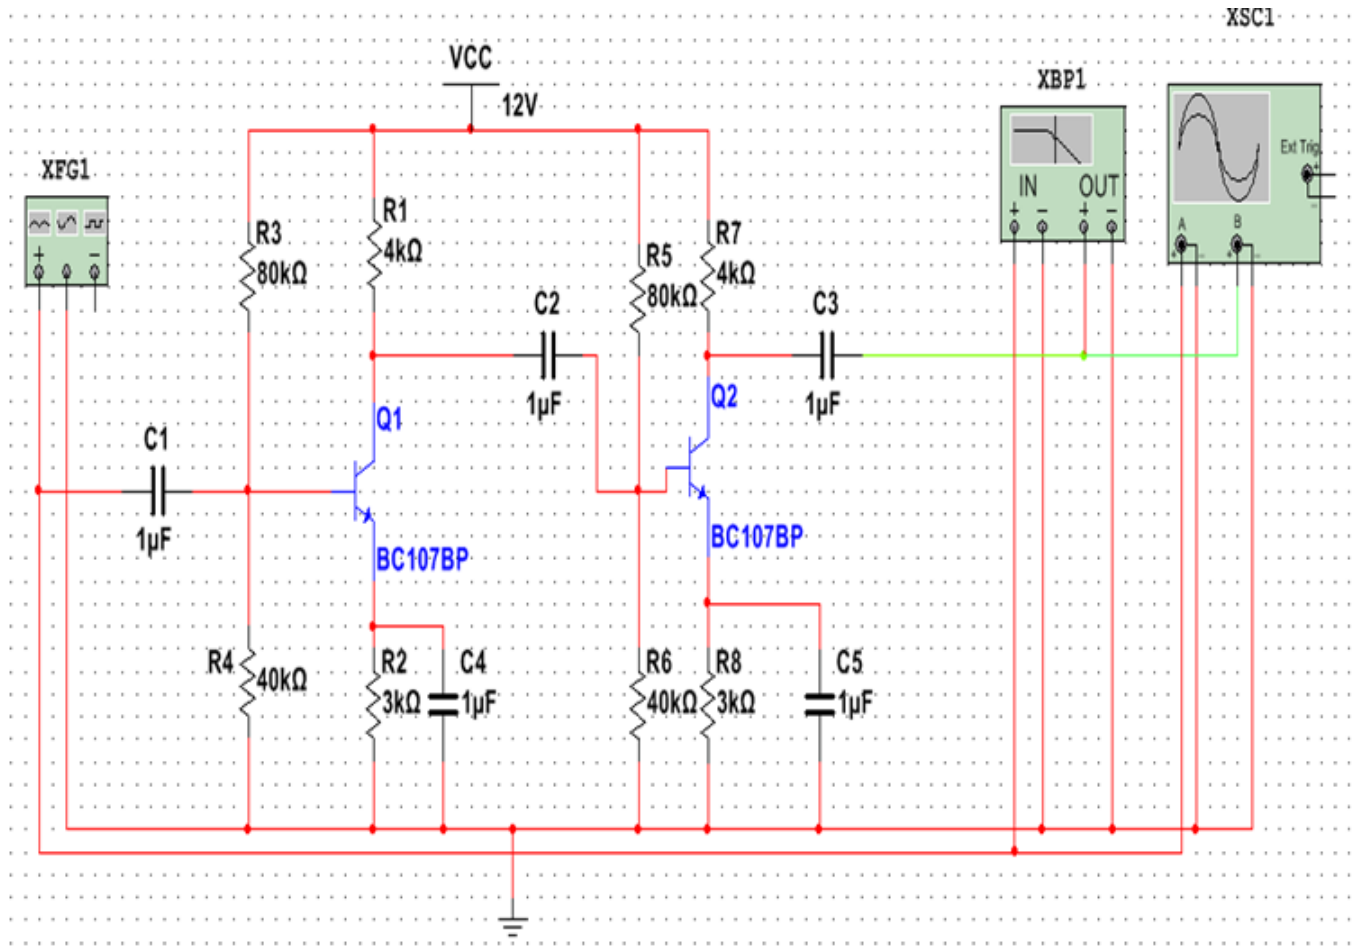 XSC1
VCC
12V
XBP1
IN OUT
+ − + −
Ext Trig
+
−
A B
+ − + −
XFG1
+ −
R3
80kΩ
R1
4kΩ
R5
80kΩ
R7
4kΩ
C2
1µF
C3
1µF
Q1
Q2
C1
1µF
BC107BP
BC107BP
R4
40kΩ
R2
3kΩ
C4
1µF
R6
40kΩ
R8
3kΩ
C5
1µF